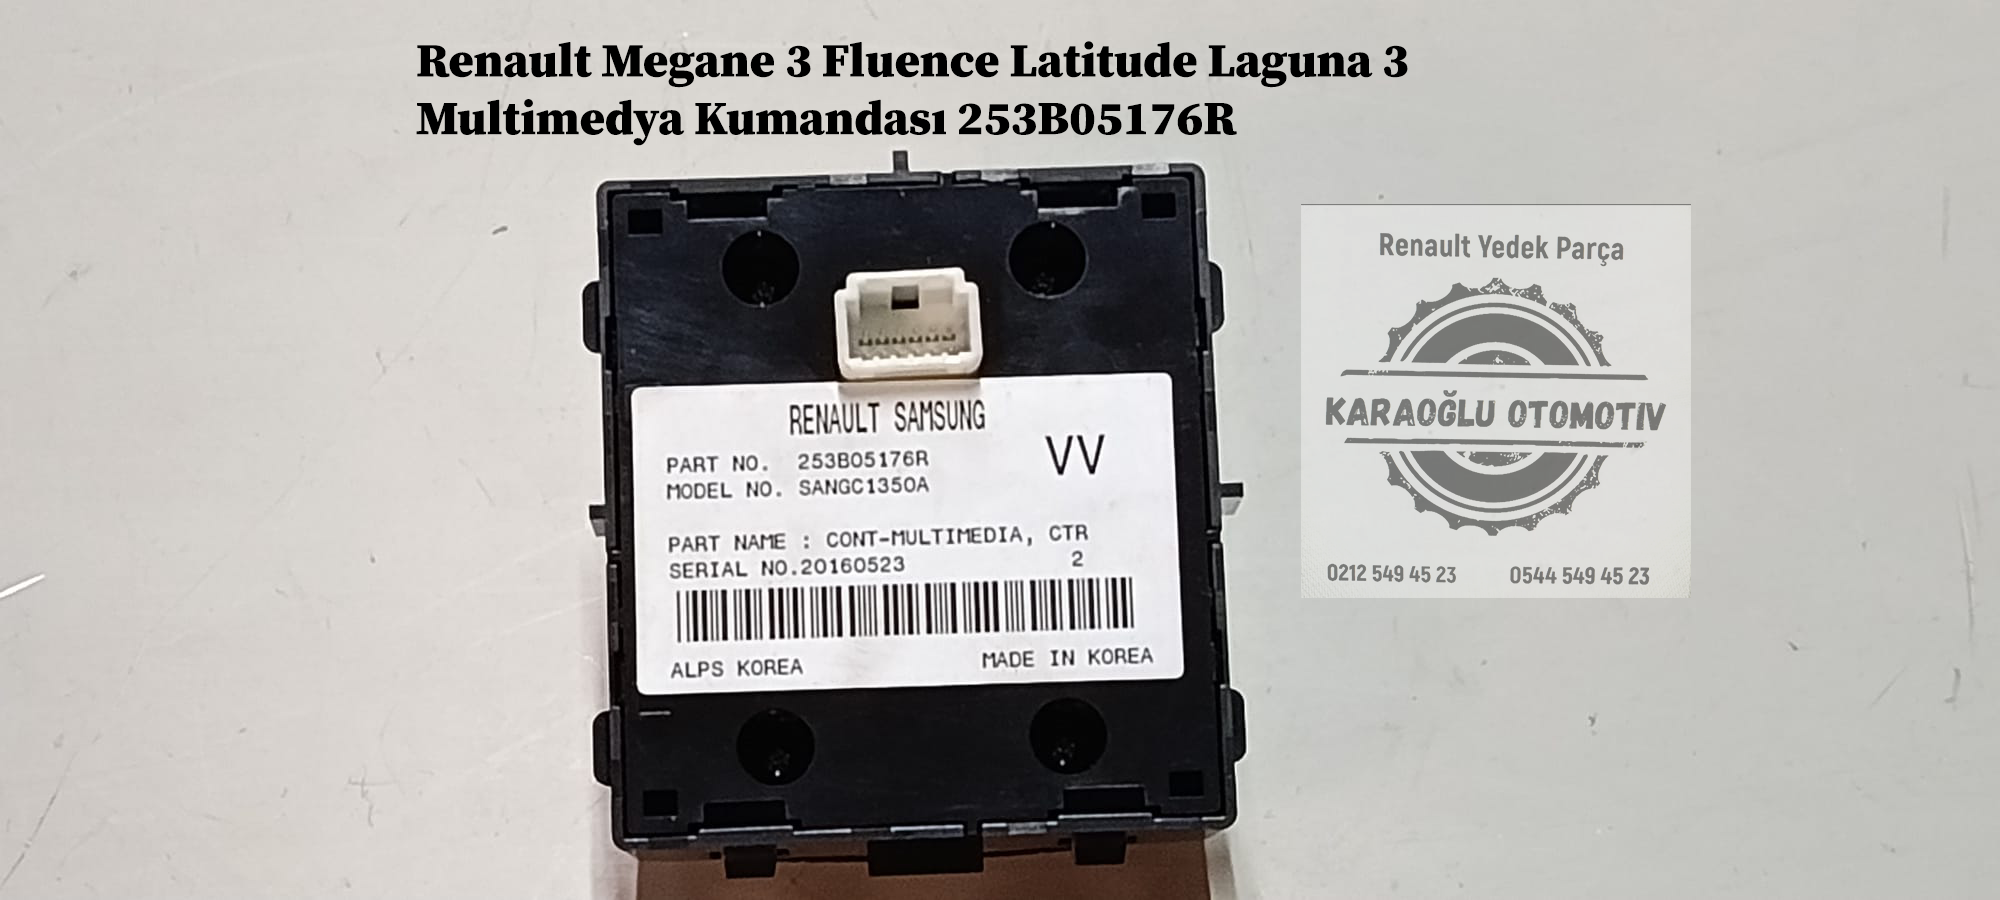 Renault Megane 3 Fluence Latitude Laguna 3
Multimedya Kumandası 253B05176R
RENAULT SAMSUNG
VV
PART NO. 253B05176R
MODEL NO. SANGC1350A
PART NAME : CONT-MULTIMEDIA, CTR
SERIAL NO.20160523 2
ALPS KOREA MADE IN KOREA
Renault Yedek Parça
KARAOĞLU OTOMOTIV
0212 549 45 23 0544 549 45 23